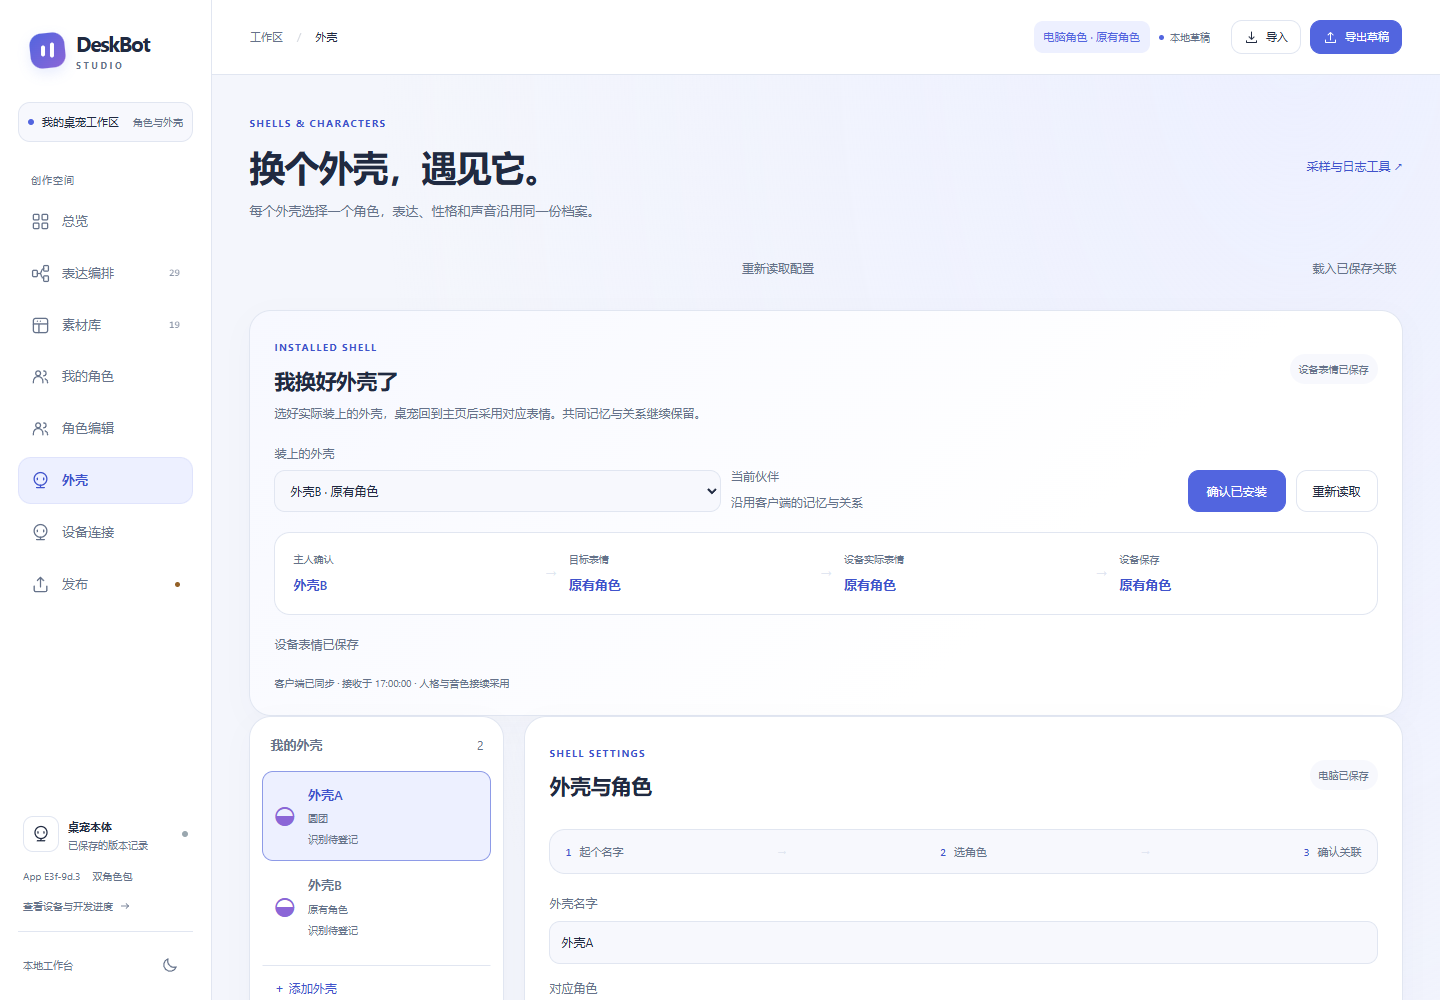 DeskBot
STUDIO
我的桌宠工作区 角色与外壳
创作空间
总览
表达编排 29
素材库 19
我的角色
角色编辑
外壳
设备连接
发布
桌宠本体
已保存的版本记录
App E3f-9d.3 双角色包
查看设备与开发进度 →
本地工作台
工作区 / 外壳
电脑角色 · 原有角色
本地草稿
导入
导出草稿
SHELLS & CHARACTERS
换个外壳，遇见它。
每个外壳选择一个角色，表达、性格和声音沿用同一份档案。
采样与日志工具 ↗
重新读取配置
载入已保存关联
INSTALLED SHELL
我换好外壳了
选好实际装上的外壳，桌宠回到主页后采用对应表情。共同记忆与关系继续保留。
设备表情已保存
装上的外壳
外壳B · 原有角色
当前伙伴
沿用客户端的记忆与关系
确认已安装
重新读取
主人确认
外壳B
→
目标表情
原有角色
→
设备实际表情
原有角色
→
设备保存
原有角色
设备表情已保存
客户端已同步 · 接收于 17:00:00 · 人格与音色接续采用
我的外壳 2
外壳A
圆团
识别待登记
外壳B
原有角色
识别待登记
+ 添加外壳
SHELL SETTINGS
外壳与角色
电脑已保存
1 起个名字 → 2 选角色 → 3 确认关联
外壳名字
外壳A
对应角色